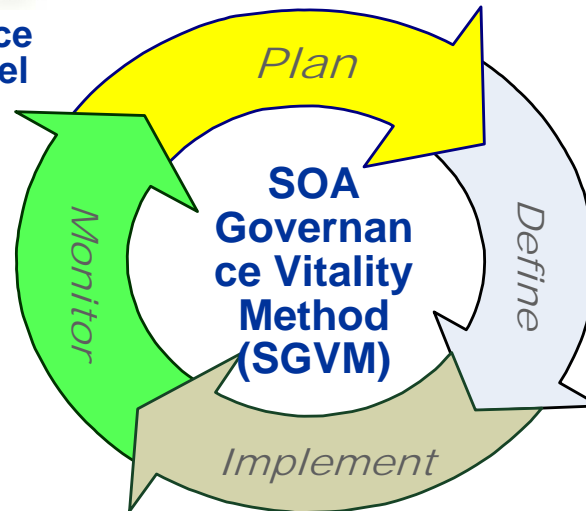 ce
el
Plan
SOA
Governan
ce Vitality
Method
(SGVM)
Define
Monitor
Implement